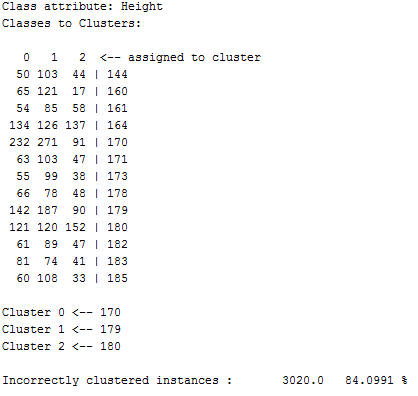 Class attribute: Height
Classes to Clusters:
0 1 2 <-- assigned to cluster
50 103 44 | 144
65 121 17 | 160
54 85 58 | 161
134 126 137 | 164
232 271 91 | 170
63 103 47 | 171
55 99 38 | 173
66 78 48 | 178
142 187 90 | 179
121 120 152 | 180
61 89 47 | 182
81 74 41 | 183
60 108 33 | 185
Cluster 0 <-- 170
Cluster 1 <-- 179
Cluster 2 <-- 180
Incorrectly clustered instances : 3020.0 84.0991 %